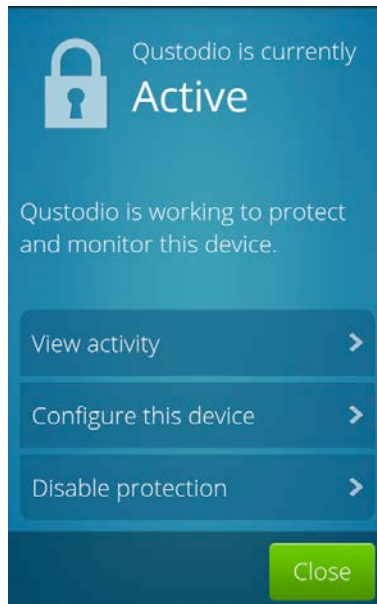 Qustodio is currently
Active
Qustodio is working to protect
and monitor this device.
View activity
Configure this device
Disable protection
Close